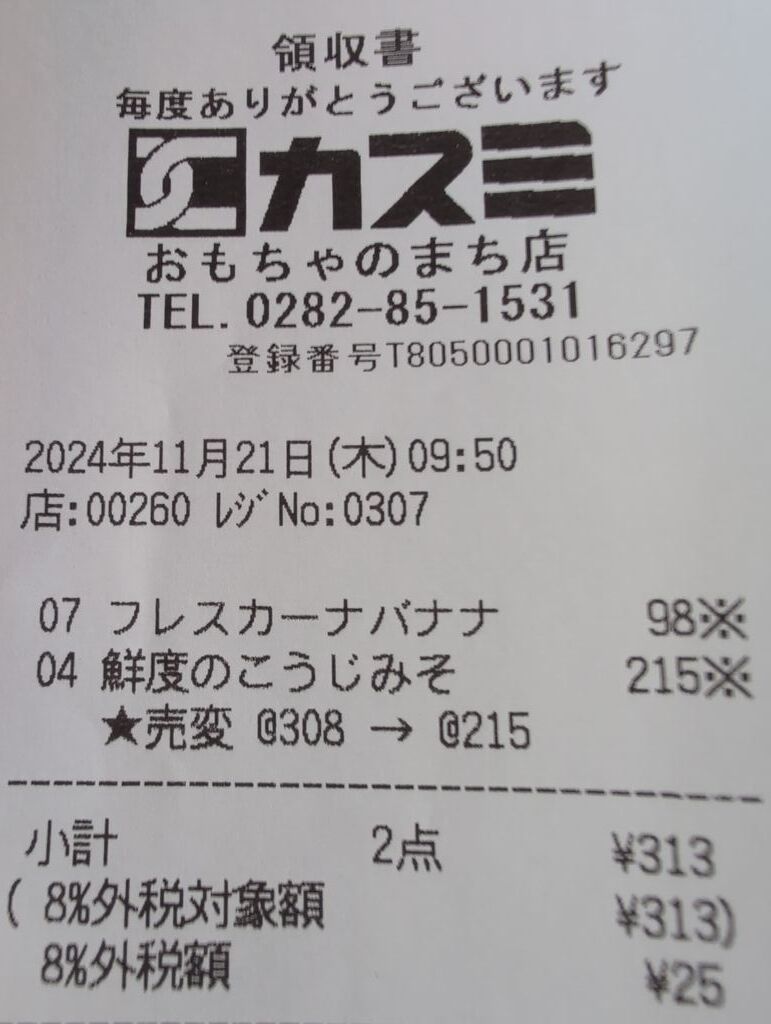 領収書
毎度ありがとうございます
カスミ
おもちゃのまち店
TEL. 0282-85-1531
登録番号T8050001016297
2024年11月21日(木) 09:50
店:00260 ﾚｼﾞNo:0307
07 フレスカーナバナナ 98※
04 鮮度のこうじみそ 215※
★売変 @308 → @215
小計 2点 ¥313
( 8%外税対象額 ¥313)
8%外税額 ¥25